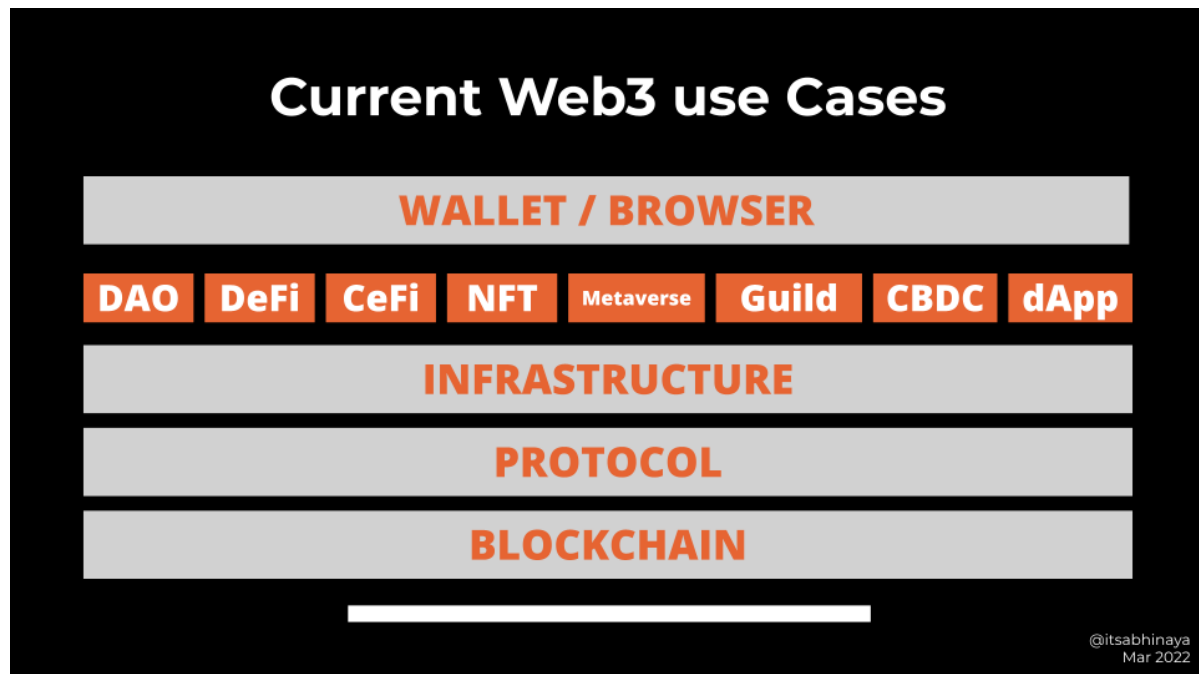 Current Web3 use Cases
WALLET / BROWSER
DAO DeFi CeFi NFT Metaverse Guild CBDC dApp
INFRASTRUCTURE
PROTOCOL
BLOCKCHAIN
@itsabhinaya
Mar 2022